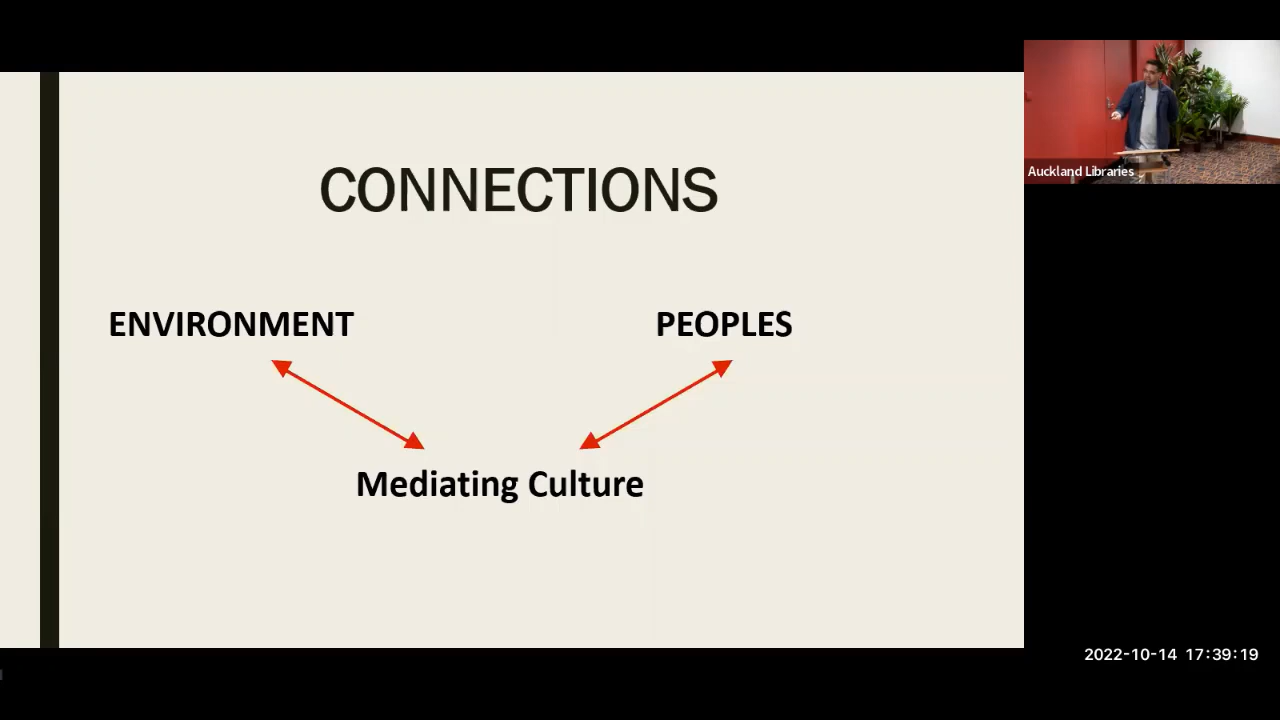 CONNECTIONS
ENVIRONMENT
PEOPLES
Mediating Culture
Auckland Libraries
2022-10-14 17:39:19